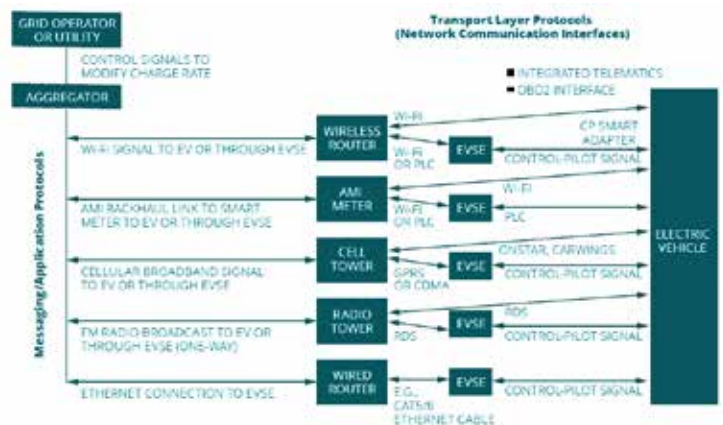 GRID OPERATOR
OR UTILITY
Transport Layer Protocols
(Network Communication Interfaces)
CONTROL SIGNALS TO
MODIFY CHARGE RATE
INTEGRATED TELEMATICS
OBD2 INTERFACE
AGGREGATOR
Messaging/Application Protocols
WI-FI SIGNAL TO EV OR THROUGH EVSE
WIRELESS
ROUTER
WI-FI
WI-FI
OR PLC
EVSE
CP SMART
ADAPTER
CONTROL-PILOT SIGNAL
AMI BACKHAUL LINK TO SMART
METER TO EV OR THROUGH EVSE
AMI
METER
WI-FI
WI-FI
OR PLC
EVSE
PLC
ELECTRIC
VEHICLE
CELLULAR BROADBAND SIGNAL
TO EV OR THROUGH EVSE
CELL
TOWER
ONSTAR, CARWINGS
GPRS
OR CDMA
EVSE
CONTROL-PILOT SIGNAL
FM RADIO BROADCAST TO EV OR
THROUGH EVSE (ONE-WAY)
RADIO
TOWER
RDS
RDS
EVSE
CONTROL-PILOT SIGNAL
ETHERNET CONNECTION TO EVSE
WIRED
ROUTER
E.G.,
CAT5/6
ETHERNET CABLE
EVSE
CONTROL-PILOT SIGNAL